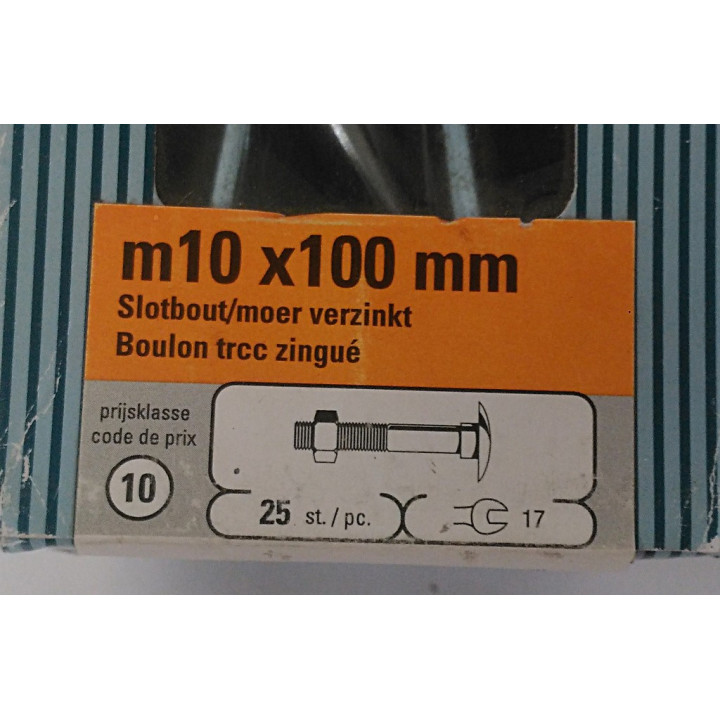 m10 x100 mm
Slotbout/moer verzinkt
Boulon trcc zingué
prijsklasse
code de prix
10
25 st. / pc.
17